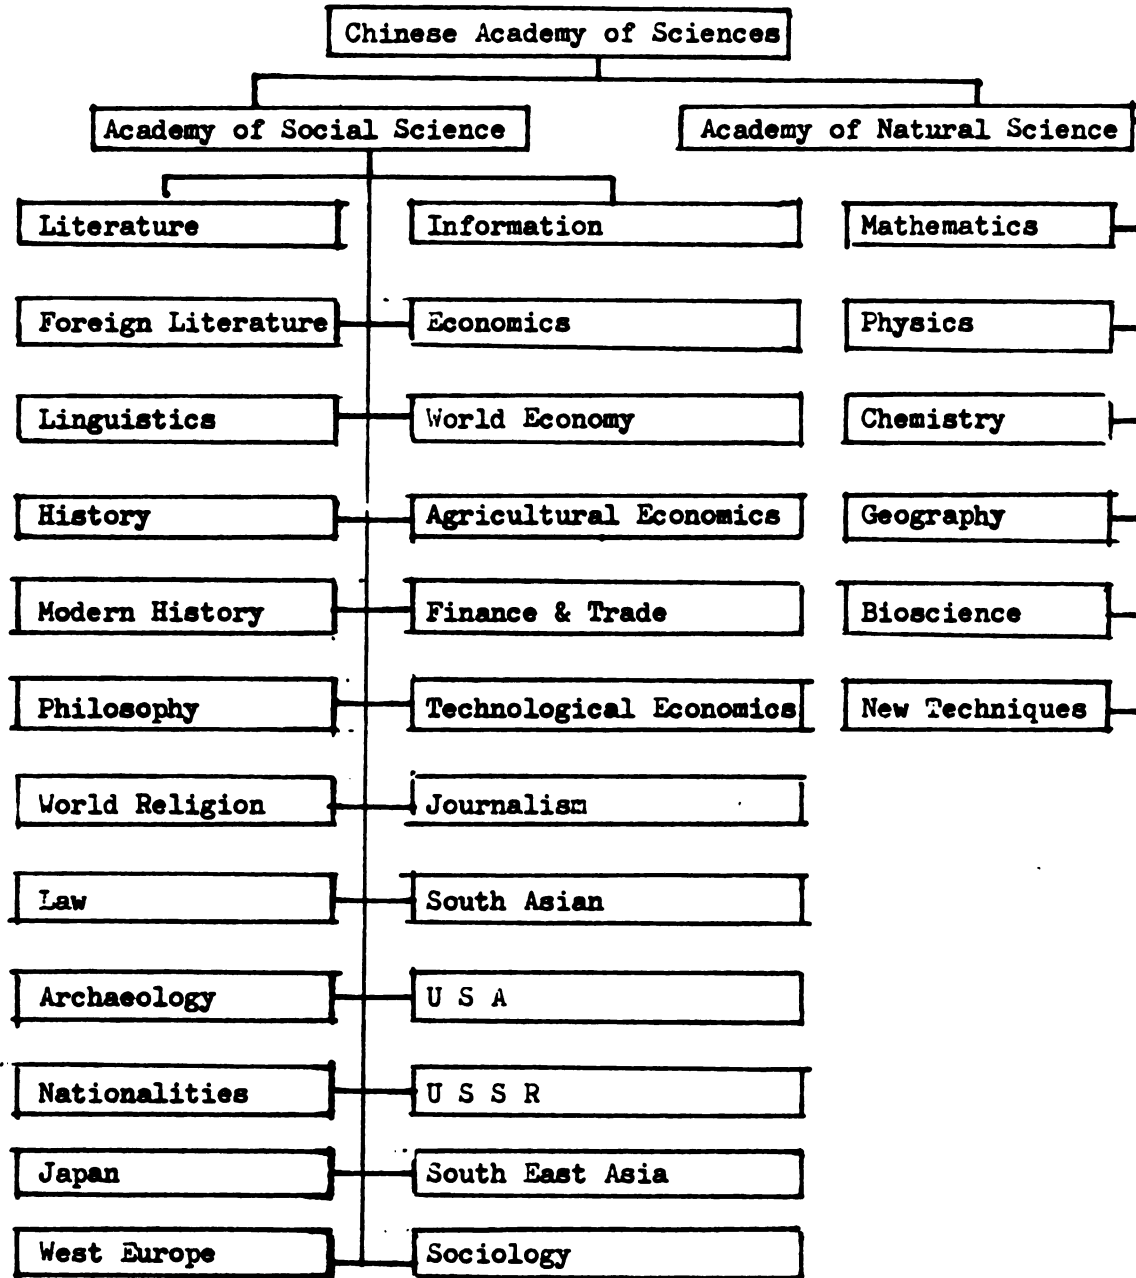 Chinese Academy of Sciences
Academy of Social Science
Academy of Natural Science
Literature
Information
Mathematics
Foreign Literature
Economics
Physics
Linguistics
World Economy
Chemistry
History
Agricultural Economics
Geography
Modern History
Finance & Trade
Bioscience
Philosophy
Technological Economics
New Techniques
World Religion
Journalism
Law
South Asian
Archaeology
U S A
Nationalities
U S S R
Japan
South East Asia
West Europe
Sociology